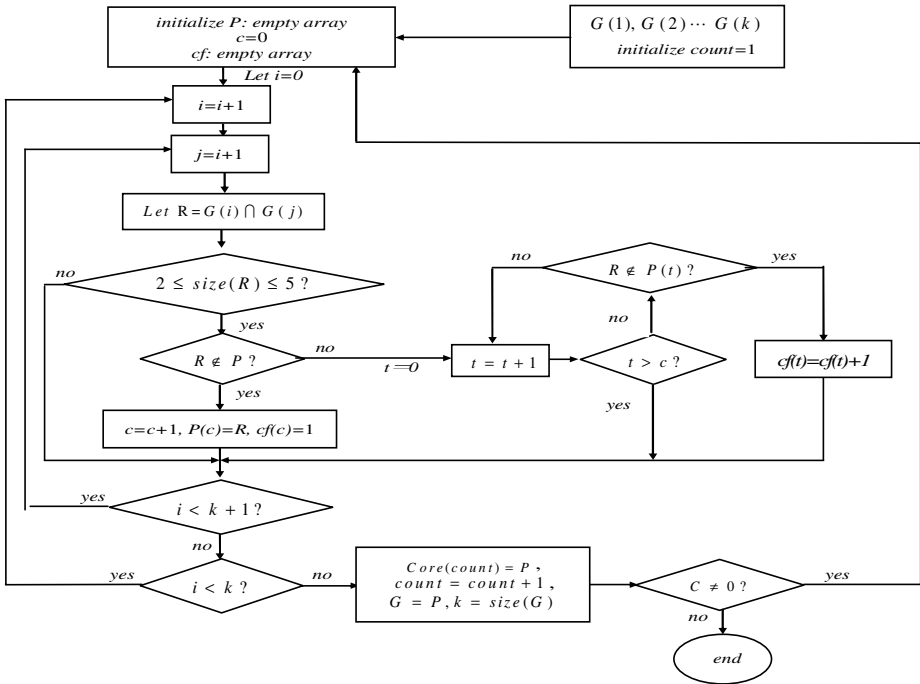 initialize P: empty array
c=0
cf: empty array
G(1), G(2)⋯ G(k)
initialize count=1
Let i=0
i=i+1
j=i+1
Let R=G(i)⋂G(j)
no
2 ≤ size(R) ≤ 5 ?
yes
no
R ∉ P(t) ?
yes
no
R ∉ P ?
no
t=0
t = t+1
t > c ?
cf(t)=cf(t)+1
yes
yes
c=c+1, P(c)=R, cf(c)=1
yes
i < k+1 ?
no
yes
i < k ?
no
Core(count) = P ,
count = count+1 ,
G = P , k = size(G)
C ≠ 0 ?
yes
no
end